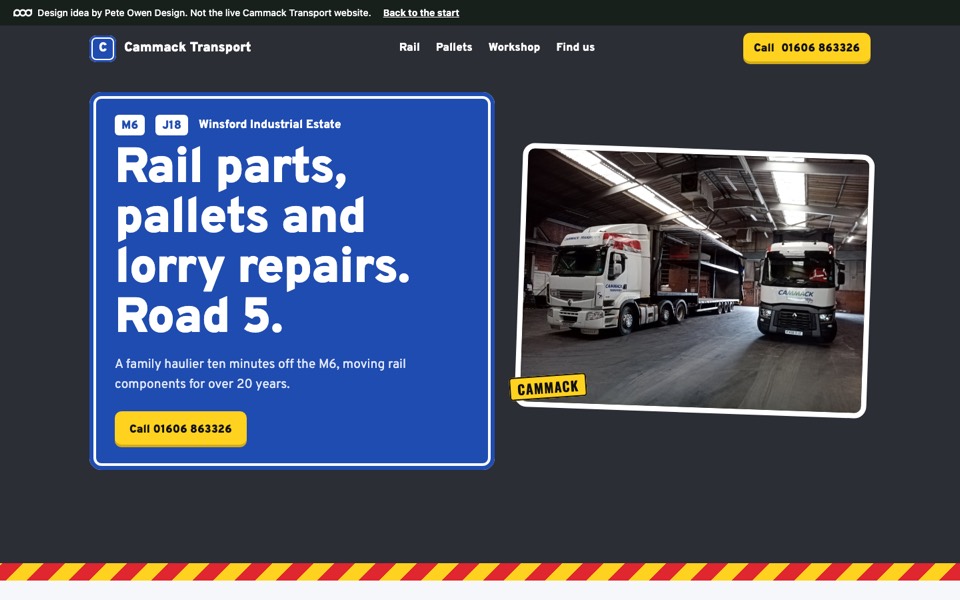 Design idea by Pete Owen Design. Not the live Cammack Transport website. Back to the start
C Cammack Transport
Rail Pallets Workshop Find us
Call 01606 863326
M6 J18 Winsford Industrial Estate
Rail parts,
pallets and
lorry repairs.
Road 5.
A family haulier ten minutes off the M6, moving rail
components for over 20 years.
Call 01606 863326
CAMMACK
CAMMACK
CAMMACK